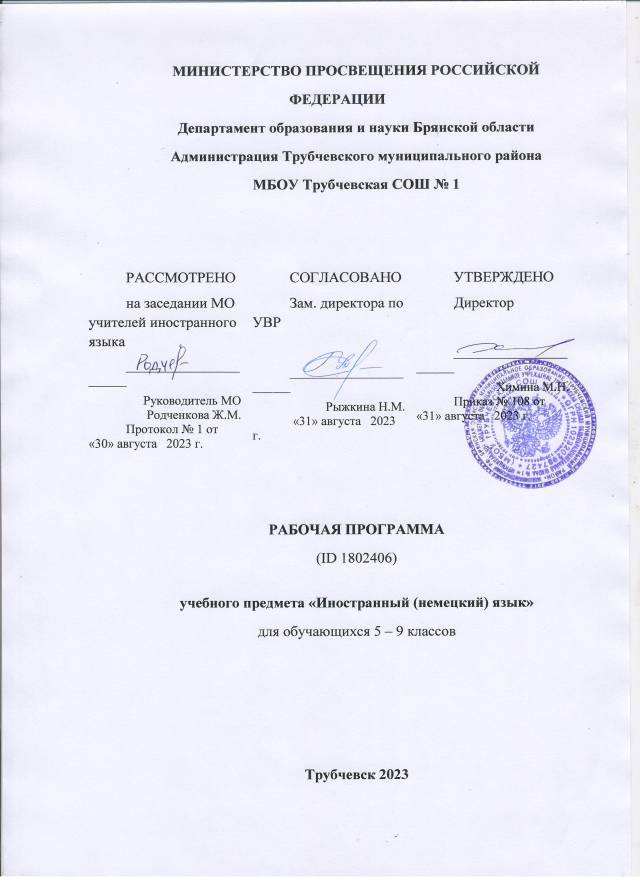 МИНИСТЕРСТВО ПРОСВЕЩЕНИЯ РОССИЙСКОЙ
ФЕДЕРАЦИИ
Департамент образования и науки Брянской области
Администрация Трубчевского муниципального района
МБОУ Трубчевская СОШ № 1
РАССМОТРЕНО
на заседании МО
учителей иностранного
языка
Родчен
Руководитель МО
Родченкова Ж.М.
Протокол № 1 от
«30» августа 2023 г.
СОГЛАСОВАНО
Зам. директора по
УВР
Рыжкина Н.М.
«31» августа 2023
г.
УТВЕРЖДЕНО
Директор
Химина М.Н.
Приказ № 108 от
«31» августа 2023 г.
РАБОЧАЯ ПРОГРАММА
(ID 1802406)
учебного предмета «Иностранный (немецкий) язык»
для обучающихся 5 – 9 классов
Трубчевск 2023